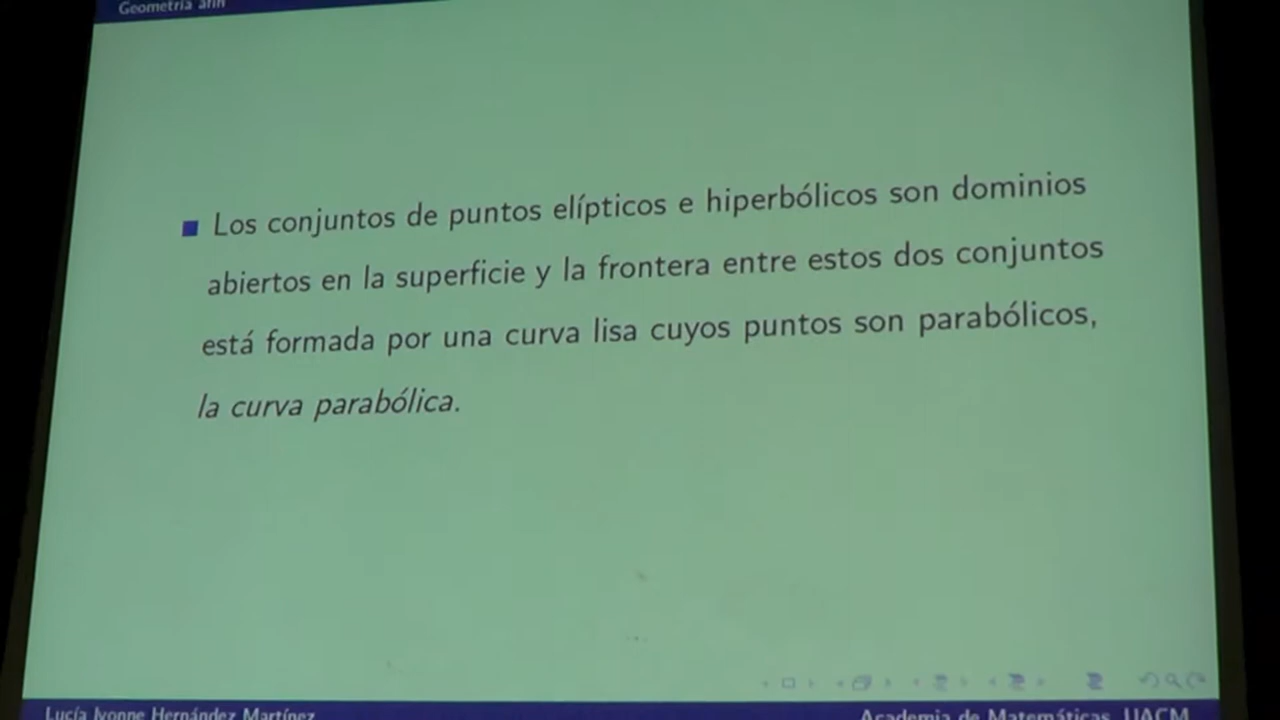 Geometría afín
Los conjuntos de puntos elípticos e hiperbólicos son dominios
abiertos en la superficie y la frontera entre estos dos conjuntos
está formada por una curva lisa cuyos puntos son parabólicos,
la curva parabólica.
Lucía Ivonne Hernández Martínez
Academia de Matemáticas, UACM